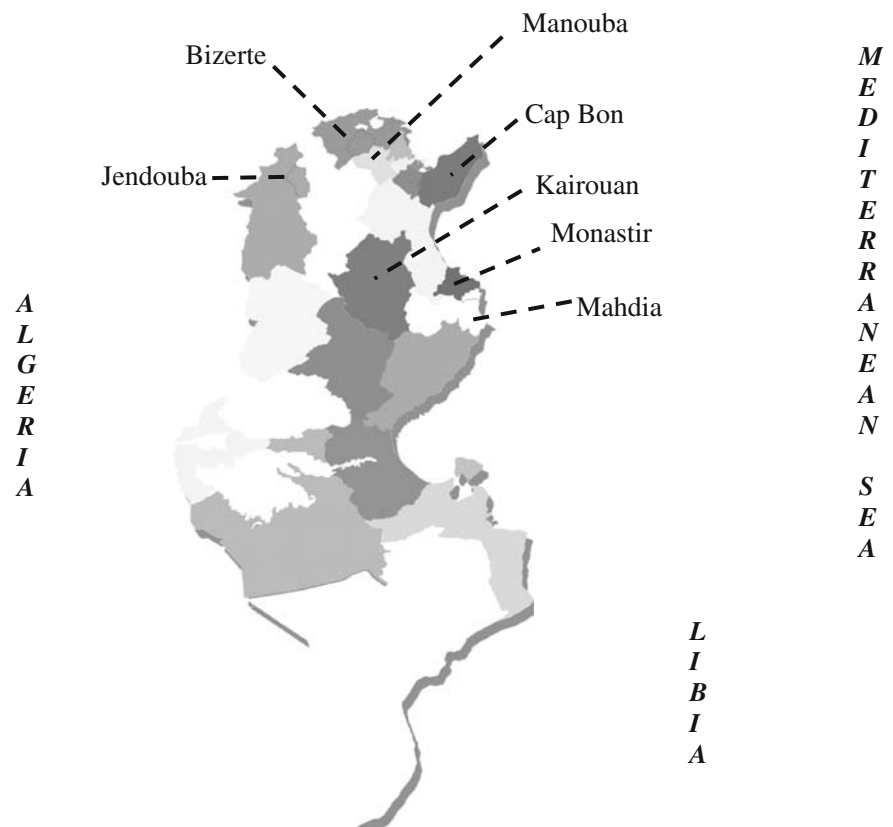 Manouba
Bizerte
Cap Bon
Jendouba
Kairouan
Monastir
Mahdia
ALGERIA
MEDITERRANEAN SEA
LIBIA